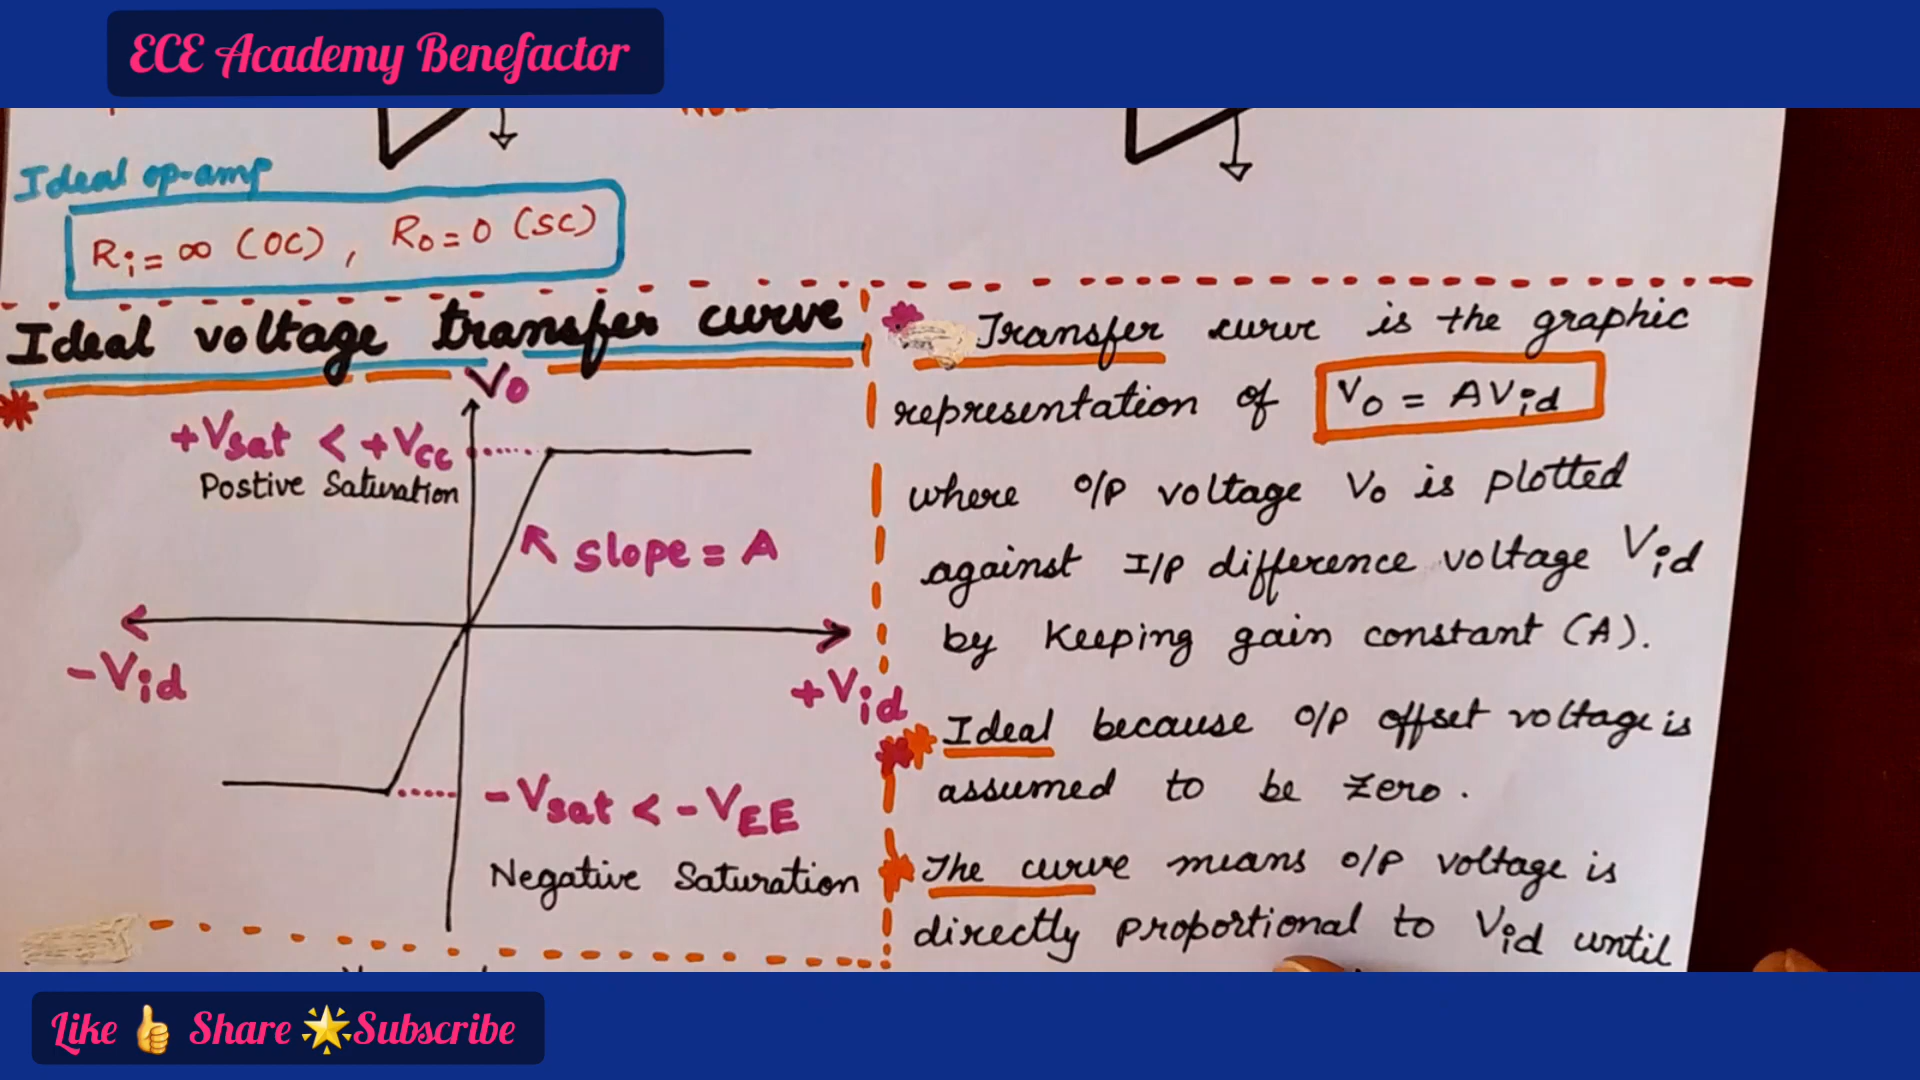 ECE Academy Benefactor
Ideal op-amp
Ri = ∞ (OC), Ro = 0 (SC)
Ideal voltage transfer curve
Vo
+Vsat < +Vcc
Postive Saturation
slope = A
-Vid
+Vid
-Vsat < -VEE
Negative Saturation
Transfer curve is the graphic
representation of Vo = AVid
where O/P voltage Vo is plotted
against I/P difference voltage Vid
by keeping gain constant (A).
Ideal because O/P offset voltage is
assumed to be zero.
The curve means O/P voltage is
directly proportional to Vid until
Like 👍 Share 🌟Subscribe